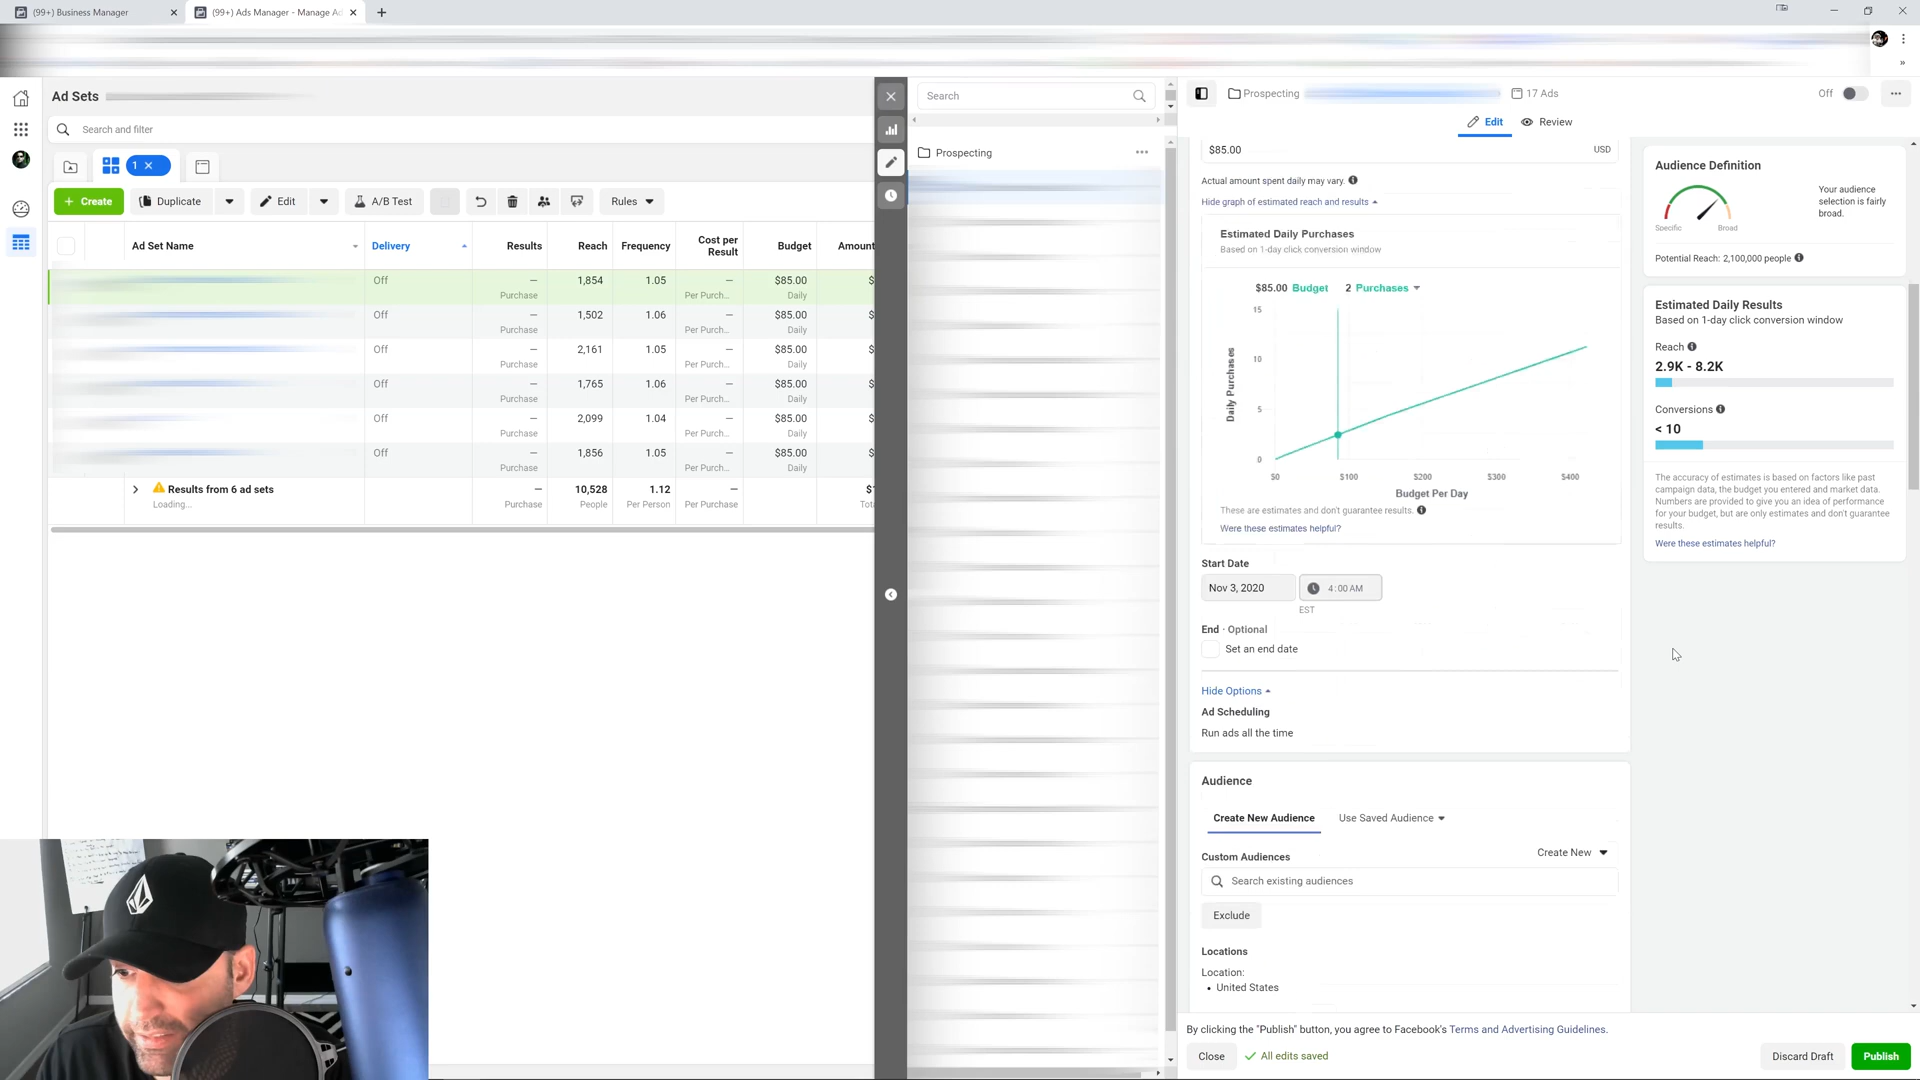 (99+) Business Manager
(99+) Ads Manager - Manage Ad
Ad Sets
Search and filter
1
Create
Duplicate
Edit
A/B Test
Rules
Ad Set Name
Delivery
Results
Reach
Frequency
Cost per
Result
Budget
Amount
Off — 1,854 1.05 — $85.00 $
Purchase Per Purch... Daily
Off — 1,502 1.06 — $85.00 $
Purchase Per Purch... Daily
Off — 2,161 1.05 — $85.00 $
Purchase Per Purch... Daily
Off — 1,765 1.06 — $85.00 $
Purchase Per Purch... Daily
Off — 2,099 1.04 — $85.00 $
Purchase Per Purch... Daily
Off — 1,856 1.05 — $85.00 $
Purchase Per Purch... Daily
Results from 6 ad sets — 10,528 1.12 —
Loading... Purchase People Per Person Per Purchase
Search
Prospecting
Prospecting
17 Ads
Off
Edit
Review
$85.00 USD
Actual amount spent daily may vary.
Hide graph of estimated reach and results
Estimated Daily Purchases
Based on 1-day click conversion window
$85.00 Budget 2 Purchases
15
10
5
0
Daily Purchases
$0 $100 $200 $300 $400
Budget Per Day
These are estimates and don't guarantee results.
Were these estimates helpful?
Start Date
Nov 3, 2020 4:00 AM
EST
End · Optional
Set an end date
Hide Options
Ad Scheduling
Run ads all the time
Audience
Create New Audience
Use Saved Audience
Custom Audiences
Create New
Search existing audiences
Exclude
Locations
Location:
• United States
Audience Definition
Your audience
selection is fairly
broad.
Specific
Broad
Potential Reach: 2,100,000 people
Estimated Daily Results
Based on 1-day click conversion window
Reach
2.9K - 8.2K
Conversions
< 10
The accuracy of estimates is based on factors like past
campaign data, the budget you entered and market data.
Numbers are provided to give you an idea of performance
for your budget, but are only estimates and don't guarantee
results.
Were these estimates helpful?
By clicking the "Publish" button, you agree to Facebook's Terms and Advertising Guidelines.
Close
All edits saved
Discard Draft
Publish